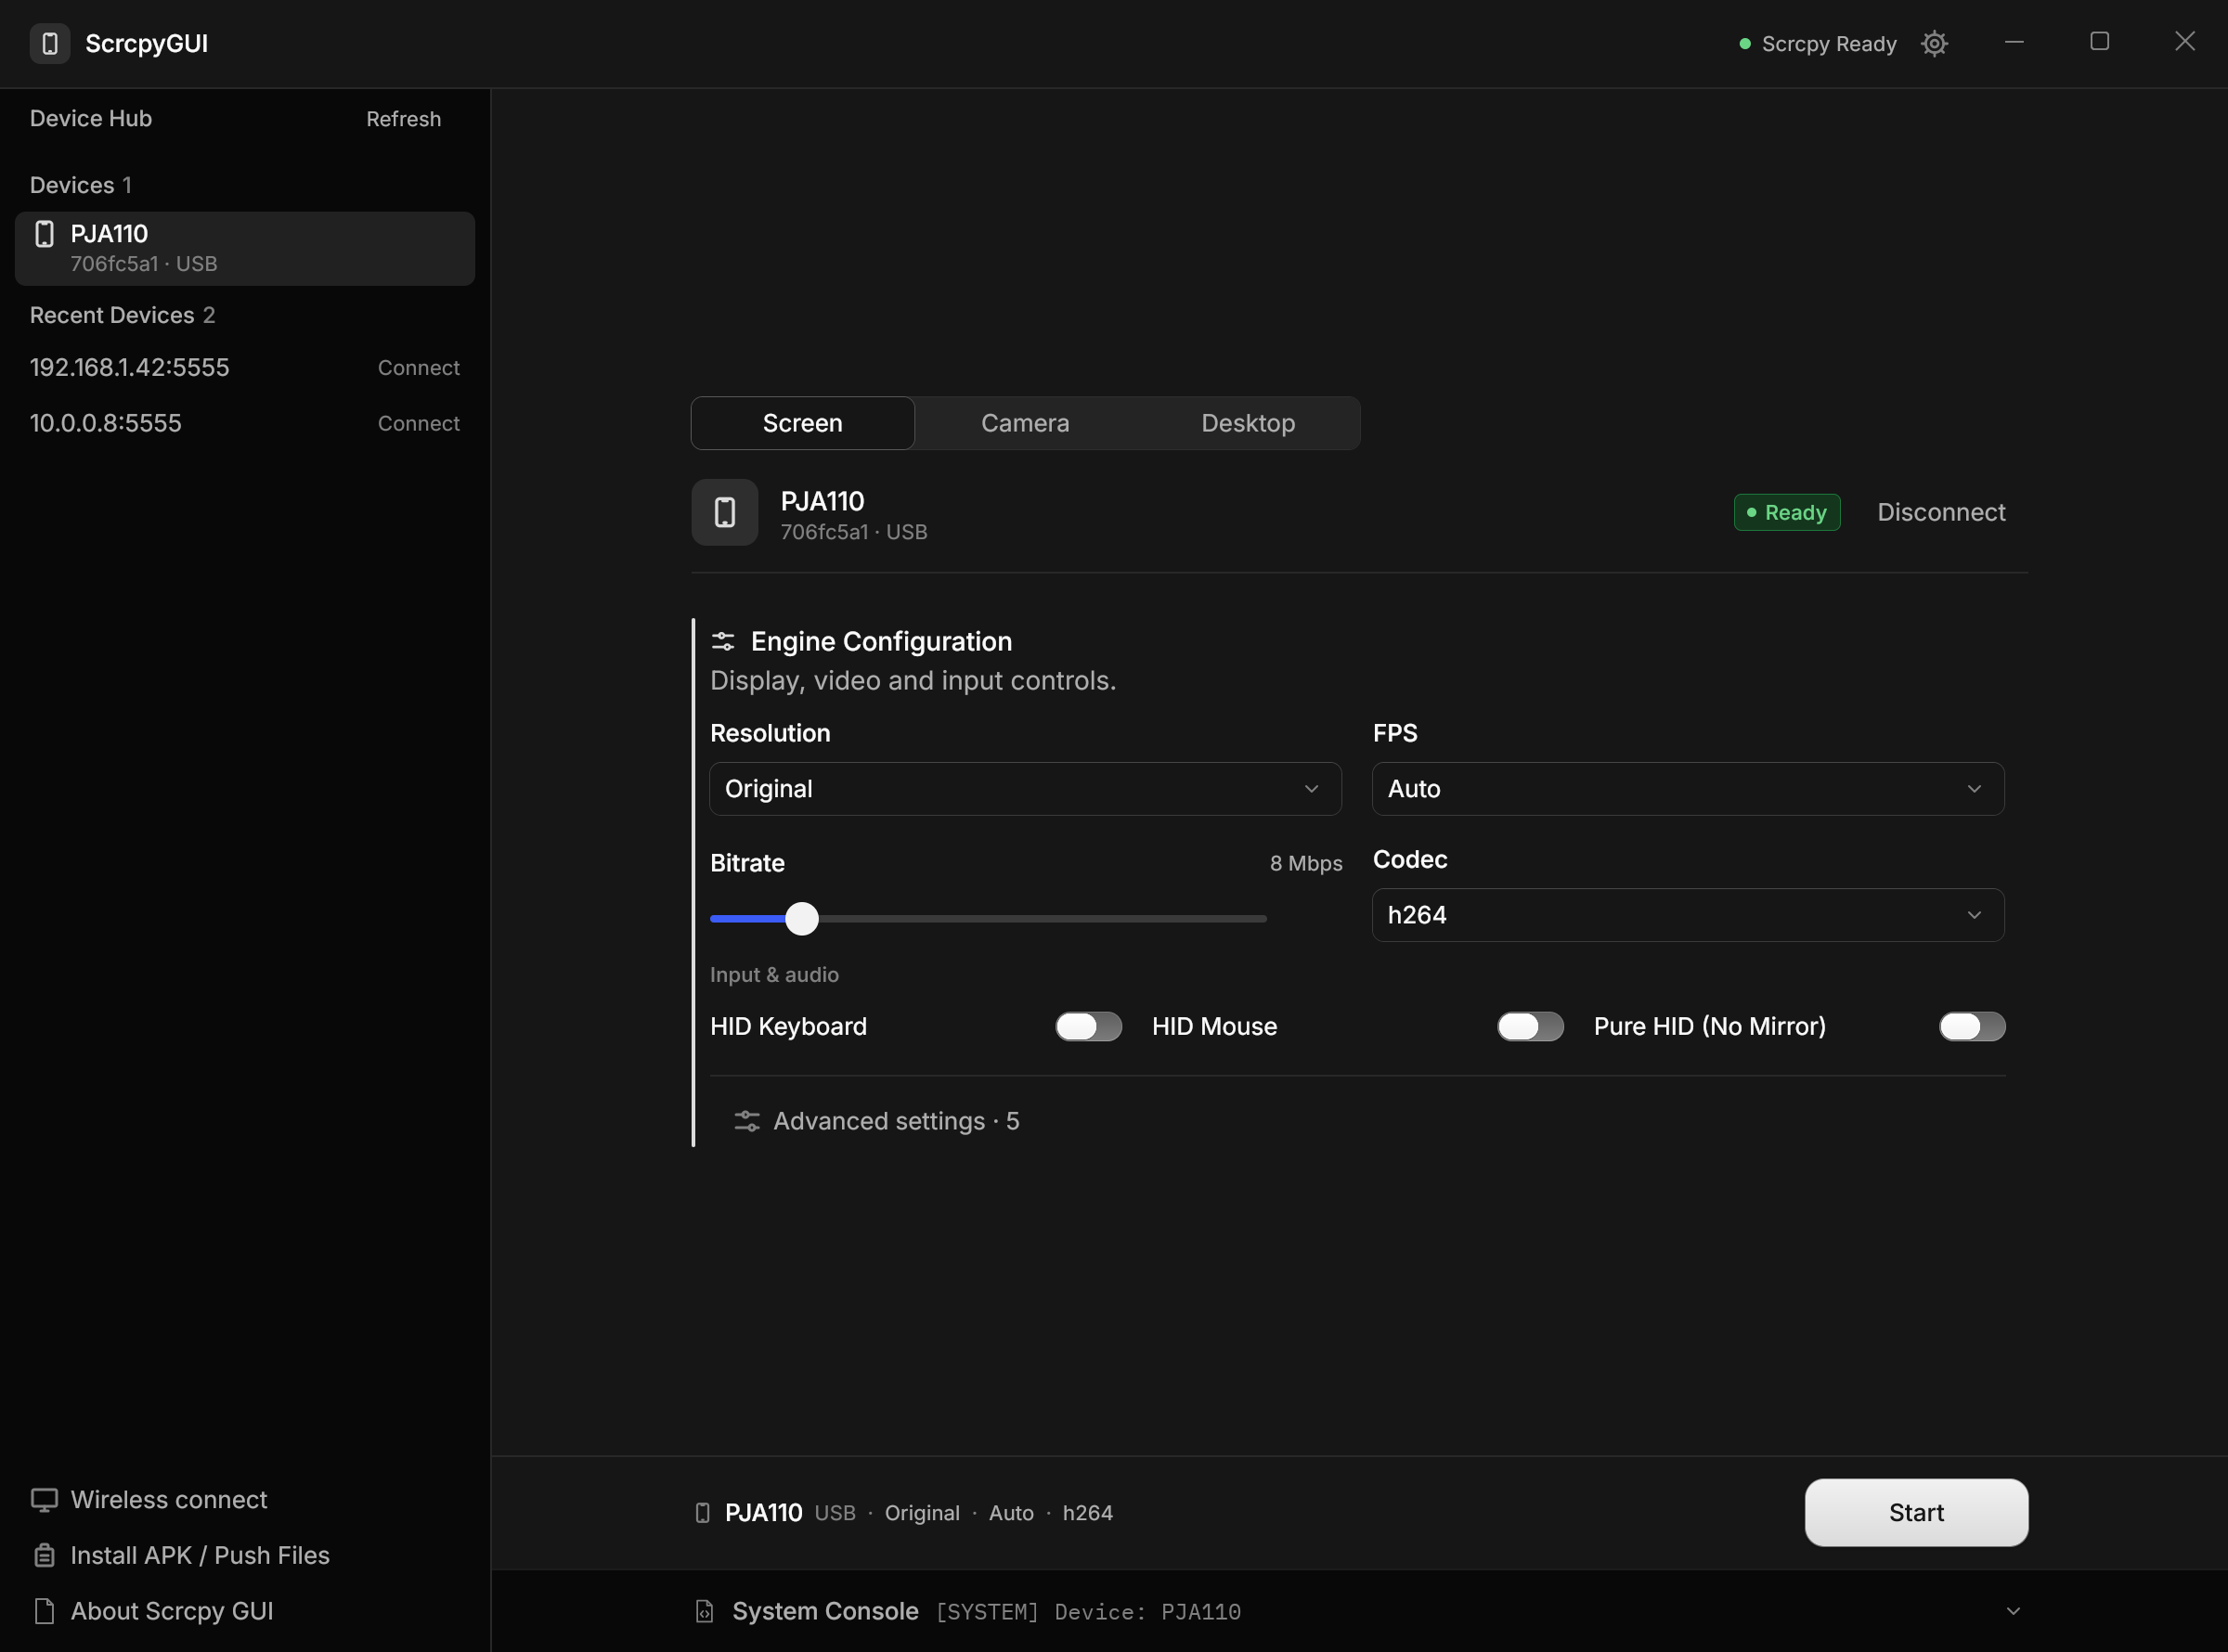 ScrcpyGUI
Scrcpy Ready
Device Hub
Refresh
Devices 1
PJA110
706fc5a1 · USB
Recent Devices 2
192.168.1.42:5555
Connect
10.0.0.8:5555
Connect
Screen
Camera
Desktop
PJA110
706fc5a1 · USB
Ready
Disconnect
Engine Configuration
Display, video and input controls.
Resolution
FPS
Original
Auto
Bitrate
8 Mbps
Codec
h264
Input & audio
HID Keyboard
HID Mouse
Pure HID (No Mirror)
Advanced settings · 5
Wireless connect
Install APK / Push Files
About Scrcpy GUI
PJA110 USB · Original · Auto · h264
Start
System Console [SYSTEM] Device: PJA110